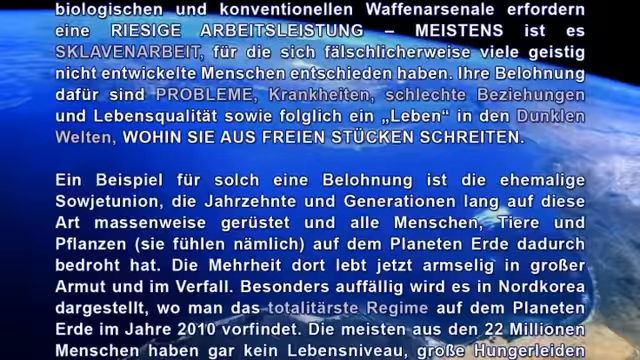 biologischen und konventionellen Waffenarsenale erfordern
eine RIESIGE ARBEITSLEISTUNG – MEISTENS ist es
SKLAVENARBEIT, für die sich fälschlicherweise viele geistig
nicht entwickelte Menschen entschieden haben. Ihre Belohnung
dafür sind PROBLEME, Krankheiten, schlechte Beziehungen
und Lebensqualität sowie folglich ein „Leben“ in den Dunklen
Welten, WOHIN SIE AUS FREIEN STÜCKEN SCHREITEN.
Ein Beispiel für solch eine Belohnung ist die ehemalige
Sowjetunion, die Jahrzehnte und Generationen lang auf diese
Art massenweise gerüstet und alle Menschen, Tiere und
Pflanzen (sie fühlen nämlich) auf dem Planeten Erde dadurch
bedroht hat. Die Mehrheit dort lebt jetzt armselig in großer
Armut und im Verfall. Besonders auffällig wird es in Nordkorea
dargestellt, wo man das totalitärste Regime auf dem Planeten
Erde im Jahre 2010 vorfindet. Die meisten aus den 22 Millionen
Menschen haben gar kein Lebensniveau, große Hungerleiden